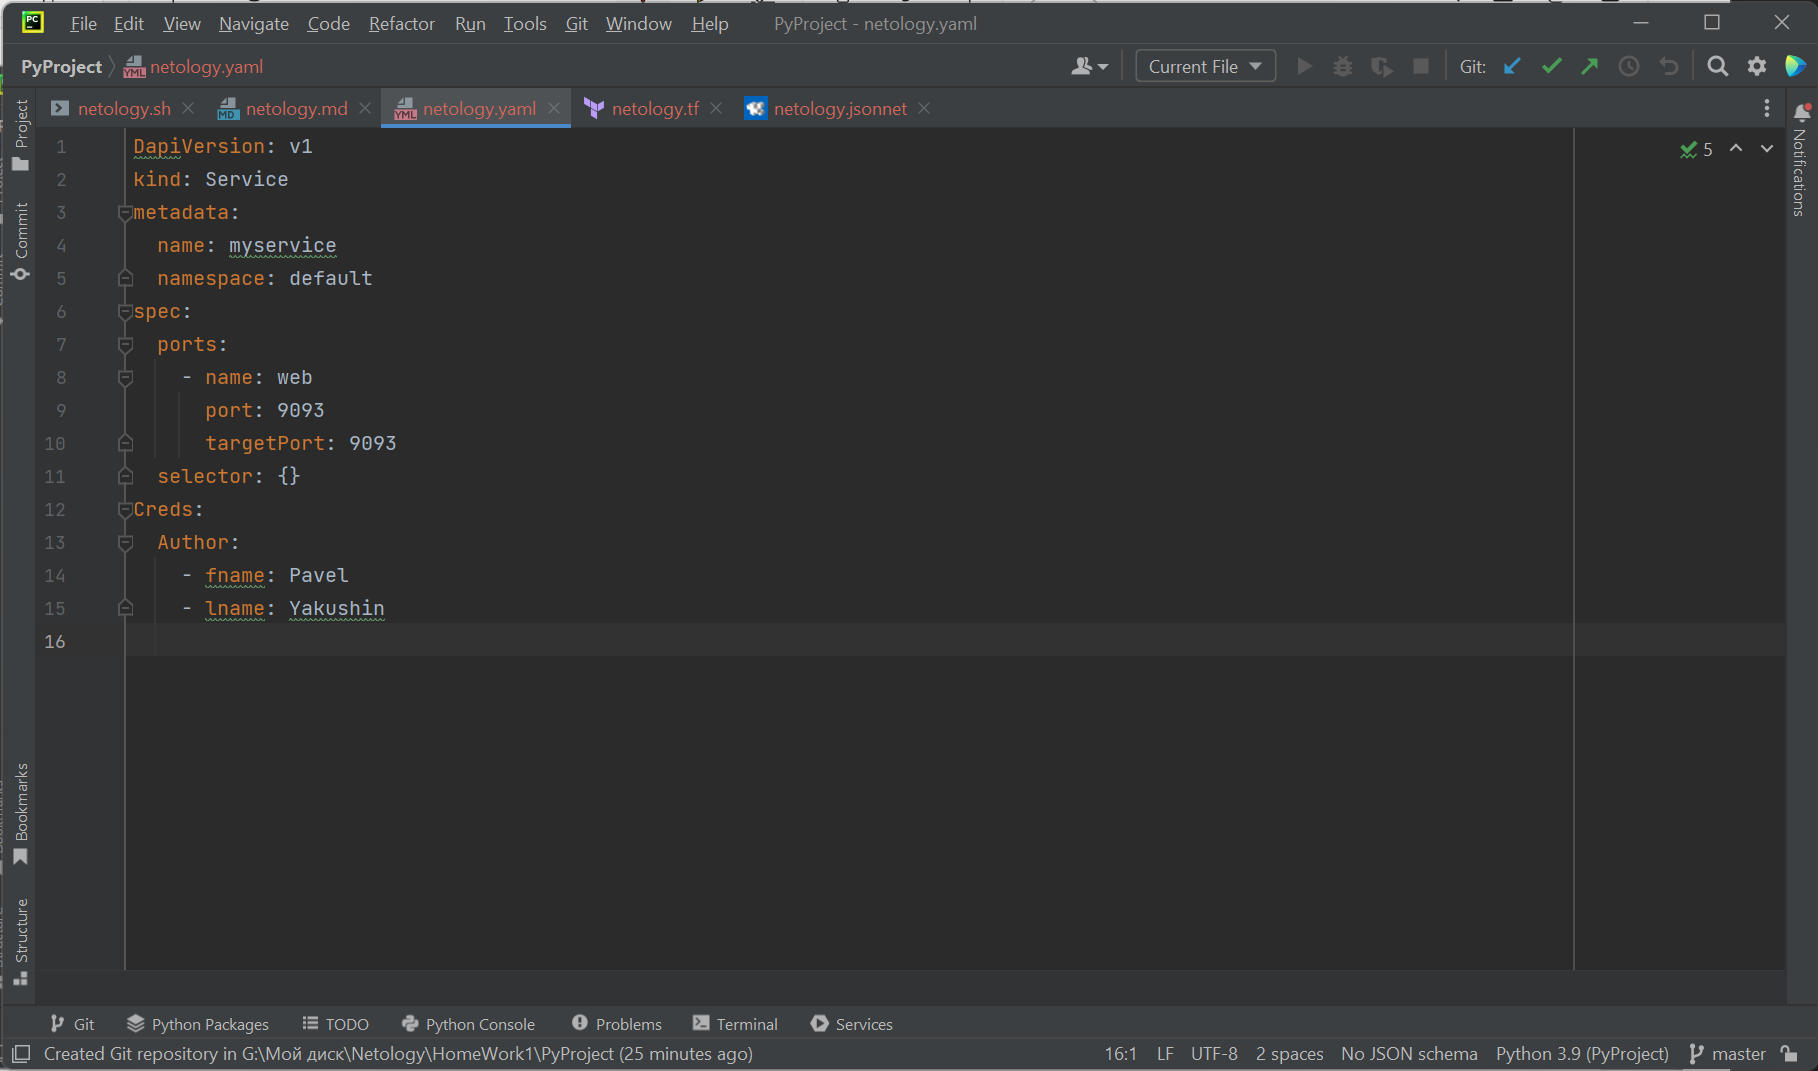 File Edit View Navigate Code Refactor Run Tools Git Window Help PyProject - netology.yaml
PyProject netology.yaml Current File Git:
netology.sh netology.md netology.yaml netology.tf netology.jsonnet
Project
Commit
Bookmarks
Structure
1 DapiVersion: v1
2 kind: Service
3 metadata:
4 name: myservice
5 namespace: default
6 spec:
7 ports:
8 - name: web
9 port: 9093
10 targetPort: 9093
11 selector: {}
12 Creds:
13 Author:
14 - fname: Pavel
15 - lname: Yakushin
16
5
Notifications
Git Python Packages TODO Python Console Problems Terminal Services
Created Git repository in G:\Мой диск\Netology\HomeWork1\PyProject (25 minutes ago) 16:1 LF UTF-8 2 spaces No JSON schema Python 3.9 (PyProject) master